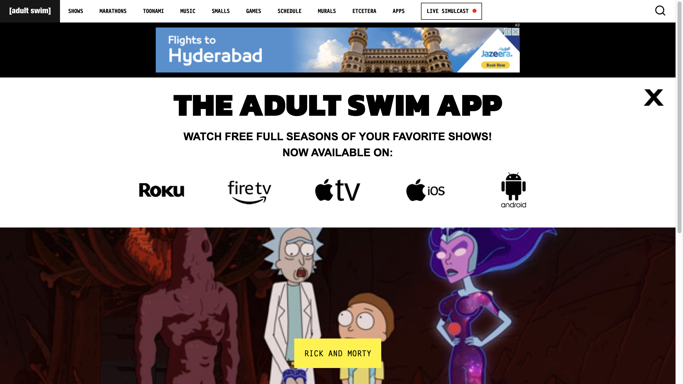 [adult swim]
SHOWS MARATHONS TOONAMI MUSIC SMALLS GAMES SCHEDULE MURALS ETCETERA APPS LIVE SIMULCAST
Flights to
Hyderabad
Jazeera
Book Now
THE ADULT SWIM APP
X
WATCH FREE FULL SEASONS OF YOUR FAVORITE SHOWS!
NOW AVAILABLE ON:
ROKU fire tv tv iOS android
RICK AND MORTY